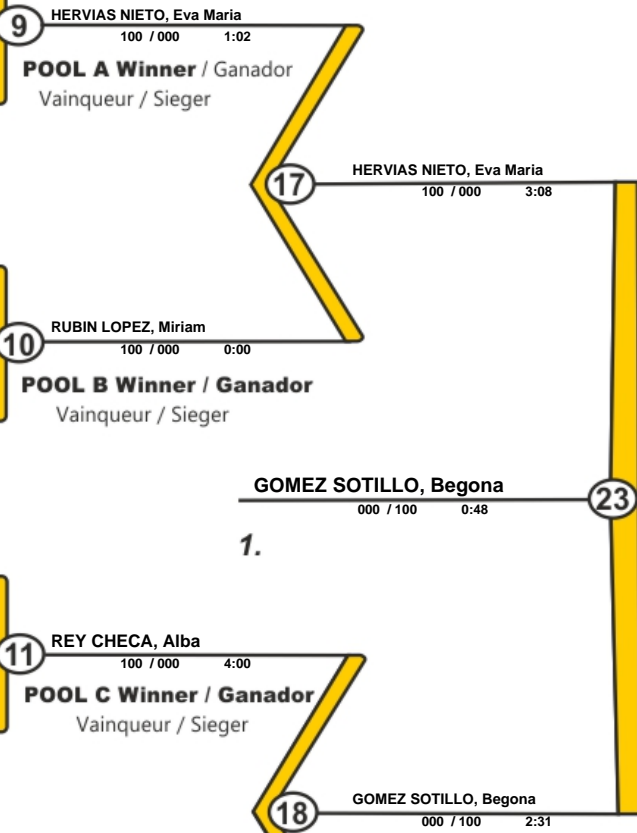 HERVIAS NIETO, Eva Maria
9
100 / 000 1:02
POOL A Winner / Ganador
Vainqueur / Sieger
HERVIAS NIETO, Eva Maria
17
100 / 000 3:08
RUBIN LOPEZ, Miriam
10
100 / 000 0:00
POOL B Winner / Ganador
Vainqueur / Sieger
GOMEZ SOTILLO, Begona
23
000 / 100 0:48
1.
REY CHECA, Alba
11
100 / 000 4:00
POOL C Winner / Ganador
Vainqueur / Sieger
GOMEZ SOTILLO, Begona
18
000 / 100 2:31